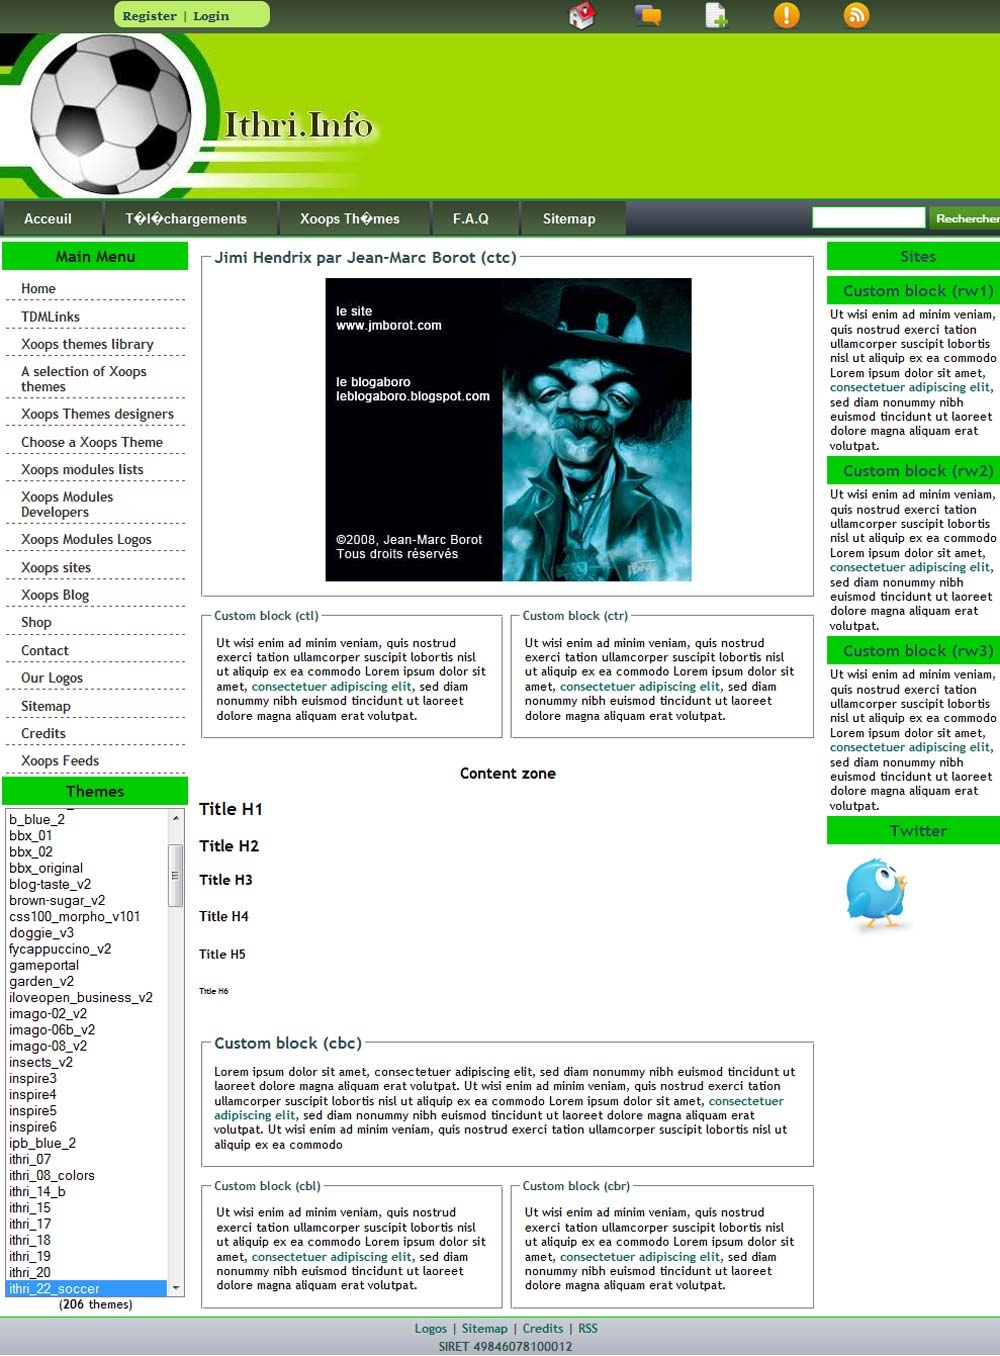 Register | Login
Ithri.Info
Acceuil
T�l�chargements
Xoops Th�mes
F.A.Q
Sitemap
Rechercher
Main Menu
Home
TDMLinks
Xoops themes library
A selection of Xoops
themes
Xoops Themes designers
Choose a Xoops Theme
Xoops modules lists
Xoops Modules
Developers
Xoops Modules Logos
Xoops sites
Xoops Blog
Shop
Contact
Our Logos
Sitemap
Credits
Xoops Feeds
Themes
b_blue_2
bbx_01
bbx_02
bbx_original
blog-taste_v2
brown-sugar_v2
css100_morpho_v101
doggie_v3
fycappuccino_v2
gameportal
garden_v2
iloveopen_business_v2
imago-02_v2
imago-06b_v2
imago-08_v2
insects_v2
inspire3
inspire4
inspire5
inspire6
ipb_blue_2
ithri_07
ithri_08_colors
ithri_14_b
ithri_15
ithri_17
ithri_18
ithri_19
ithri_20
ithri_22_soccer
(206 themes)
Jimi Hendrix par Jean-Marc Borot (ctc)
le site
www.jmborot.com
le blogaboro
leblogaboro.blogspot.com
©2008, Jean-Marc Borot
Tous droits réservés
Custom block (ctl)
Ut wisi enim ad minim veniam, quis nostrud
exerci tation ullamcorper suscipit lobortis nisl
ut aliquip ex ea commodo Lorem ipsum dolor sit
amet, consectetuer adipiscing elit, sed diam
nonummy nibh euismod tincidunt ut laoreet
dolore magna aliquam erat volutpat.
Custom block (ctr)
Ut wisi enim ad minim veniam, quis nostrud
exerci tation ullamcorper suscipit lobortis nisl
ut aliquip ex ea commodo Lorem ipsum dolor sit
amet, consectetuer adipiscing elit, sed diam
nonummy nibh euismod tincidunt ut laoreet
dolore magna aliquam erat volutpat.
Content zone
Title H1
Title H2
Title H3
Title H4
Title H5
Title H6
Custom block (cbc)
Lorem ipsum dolor sit amet, consectetuer adipiscing elit, sed diam nonummy nibh euismod tincidunt ut
laoreet dolore magna aliquam erat volutpat. Ut wisi enim ad minim veniam, quis nostrud exerci tation
ullamcorper suscipit lobortis nisl ut aliquip ex ea commodo Lorem ipsum dolor sit amet, consectetuer
adipiscing elit, sed diam nonummy nibh euismod tincidunt ut laoreet dolore magna aliquam erat
volutpat. Ut wisi enim ad minim veniam, quis nostrud exerci tation ullamcorper suscipit lobortis nisl ut
aliquip ex ea commodo
Custom block (cbl)
Ut wisi enim ad minim veniam, quis nostrud
exerci tation ullamcorper suscipit lobortis nisl
ut aliquip ex ea commodo Lorem ipsum dolor sit
amet, consectetuer adipiscing elit, sed diam
nonummy nibh euismod tincidunt ut laoreet
dolore magna aliquam erat volutpat.
Custom block (cbr)
Ut wisi enim ad minim veniam, quis nostrud
exerci tation ullamcorper suscipit lobortis nisl
ut aliquip ex ea commodo Lorem ipsum dolor sit
amet, consectetuer adipiscing elit, sed diam
nonummy nibh euismod tincidunt ut laoreet
dolore magna aliquam erat volutpat.
Sites
Custom block (rw1)
Ut wisi enim ad minim veniam,
quis nostrud exerci tation
ullamcorper suscipit lobortis
nisl ut aliquip ex ea commodo
Lorem ipsum dolor sit amet,
consectetuer adipiscing elit,
sed diam nonummy nibh
euismod tincidunt ut laoreet
dolore magna aliquam erat
volutpat.
Custom block (rw2)
Ut wisi enim ad minim veniam,
quis nostrud exerci tation
ullamcorper suscipit lobortis
nisl ut aliquip ex ea commodo
Lorem ipsum dolor sit amet,
consectetuer adipiscing elit,
sed diam nonummy nibh
euismod tincidunt ut laoreet
dolore magna aliquam erat
volutpat.
Custom block (rw3)
Ut wisi enim ad minim veniam,
quis nostrud exerci tation
ullamcorper suscipit lobortis
nisl ut aliquip ex ea commodo
Lorem ipsum dolor sit amet,
consectetuer adipiscing elit,
sed diam nonummy nibh
euismod tincidunt ut laoreet
dolore magna aliquam erat
volutpat.
Twitter
Logos | Sitemap | Credits | RSS
SIRET 49846078100012